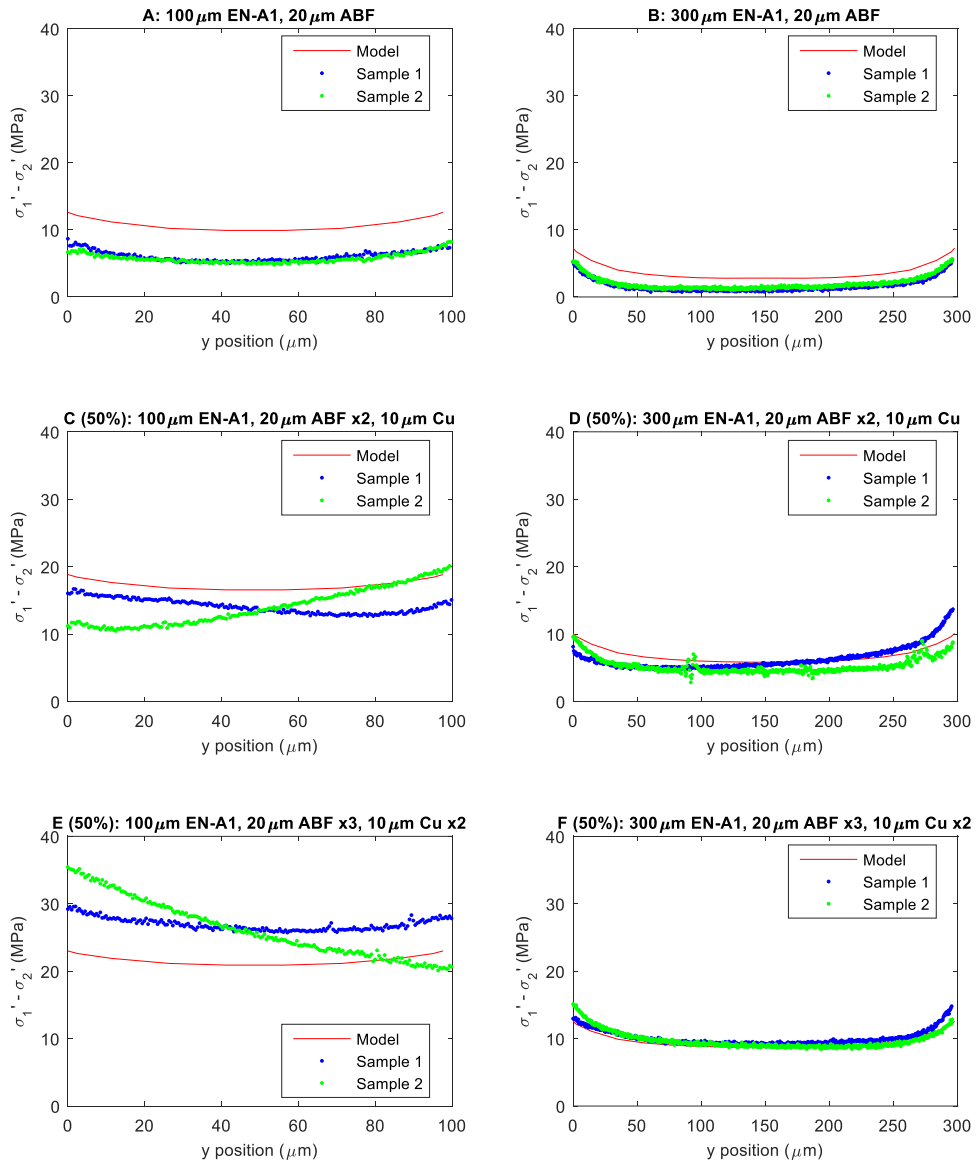 A: 100μm EN-A1, 20μm ABF
40
30
20
10
0
σ1' - σ2' (MPa)
Model
Sample 1
Sample 2
0 20 40 60 80 100
y position (μm)
B: 300μm EN-A1, 20μm ABF
40
30
20
10
0
σ1' - σ2' (MPa)
Model
Sample 1
Sample 2
0 50 100 150 200 250 300
y position (μm)
C (50%): 100μm EN-A1, 20μm ABF x2, 10μm Cu
40
30
20
10
0
σ1' - σ2' (MPa)
Model
Sample 1
Sample 2
0 20 40 60 80 100
y position (μm)
D (50%): 300μm EN-A1, 20μm ABF x2, 10μm Cu
40
30
20
10
0
σ1' - σ2' (MPa)
Model
Sample 1
Sample 2
0 50 100 150 200 250 300
y position (μm)
E (50%): 100μm EN-A1, 20μm ABF x3, 10μm Cu x2
40
30
20
10
0
σ1' - σ2' (MPa)
Model
Sample 1
Sample 2
0 20 40 60 80 100
y position (μm)
F (50%): 300μm EN-A1, 20μm ABF x3, 10μm Cu x2
40
30
20
10
0
σ1' - σ2' (MPa)
Model
Sample 1
Sample 2
0 50 100 150 200 250 300
y position (μm)